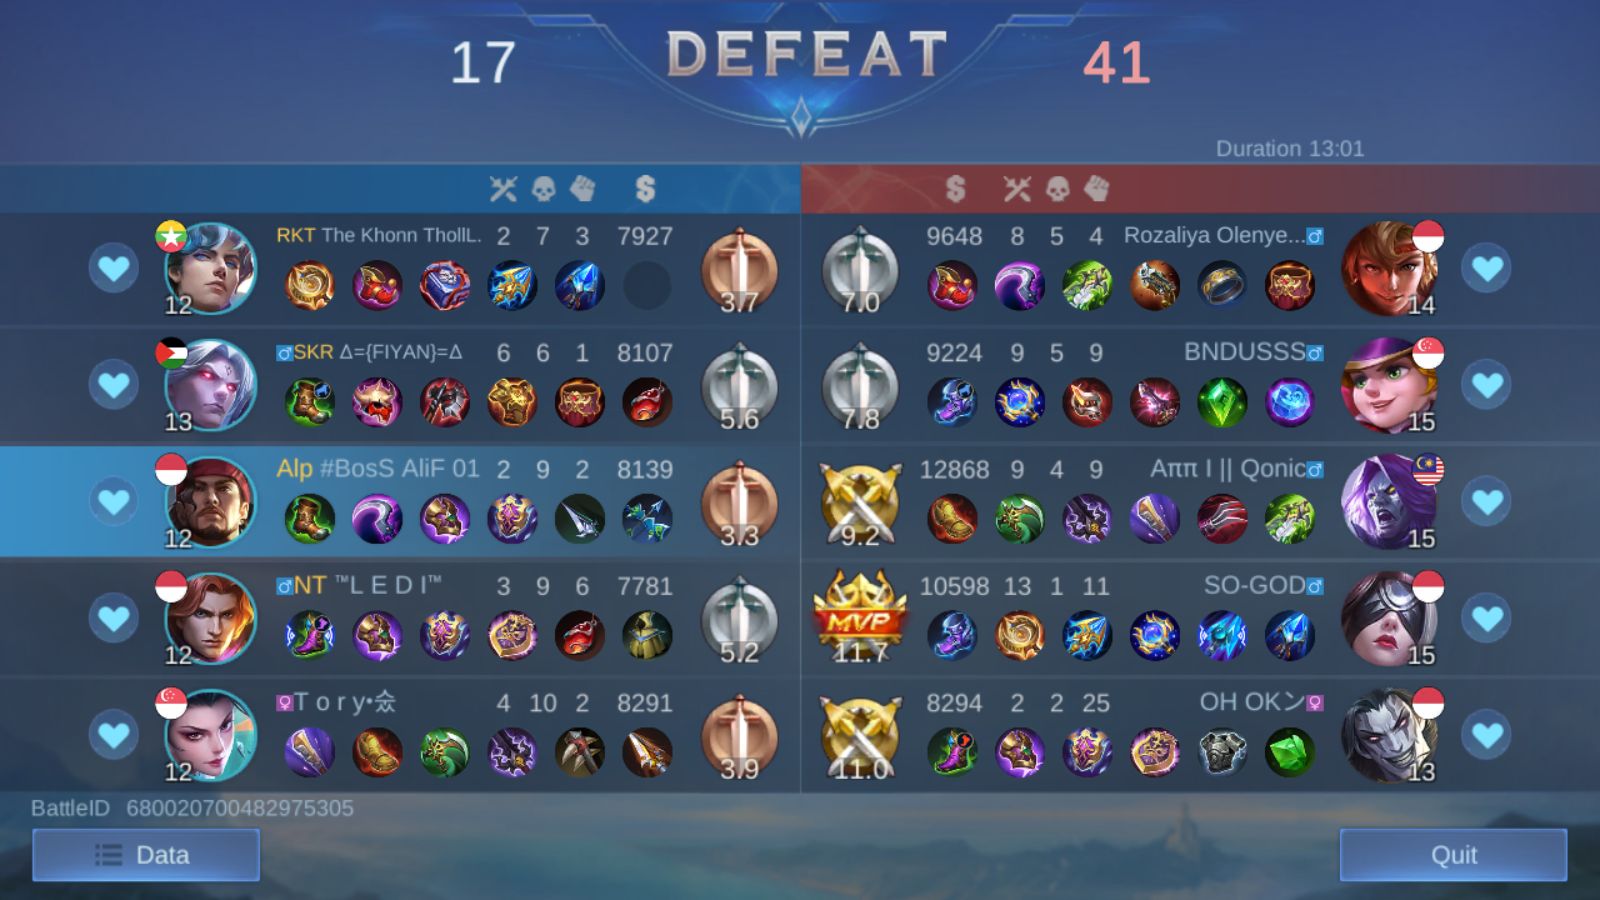 17 DEFEAT 41
Duration 13:01
RKT The Khonn ThollL. 2 7 3 7927
12 3.7
9648 8 5 4 Rozaliya Olenye...
7.0 14
SKR Δ={FIYAN}=Δ 6 6 1 8107
13 5.6
9224 9 5 9 BNDUSSS
7.8 15
Alp #BosS AliF 01 2 9 2 8139
12 3.3
12868 9 4 9 Aππ I || Qonic
9.2 15
NT ™L E D I™ 3 9 6 7781
12 5.2
10598 13 1 11 SO-GOD
MVP
11.7 15
T o r y•佘 4 10 2 8291
12 3.9
8294 2 2 25 OH OKン
11.0 13
BattleID 680020700482975305
Data
Quit